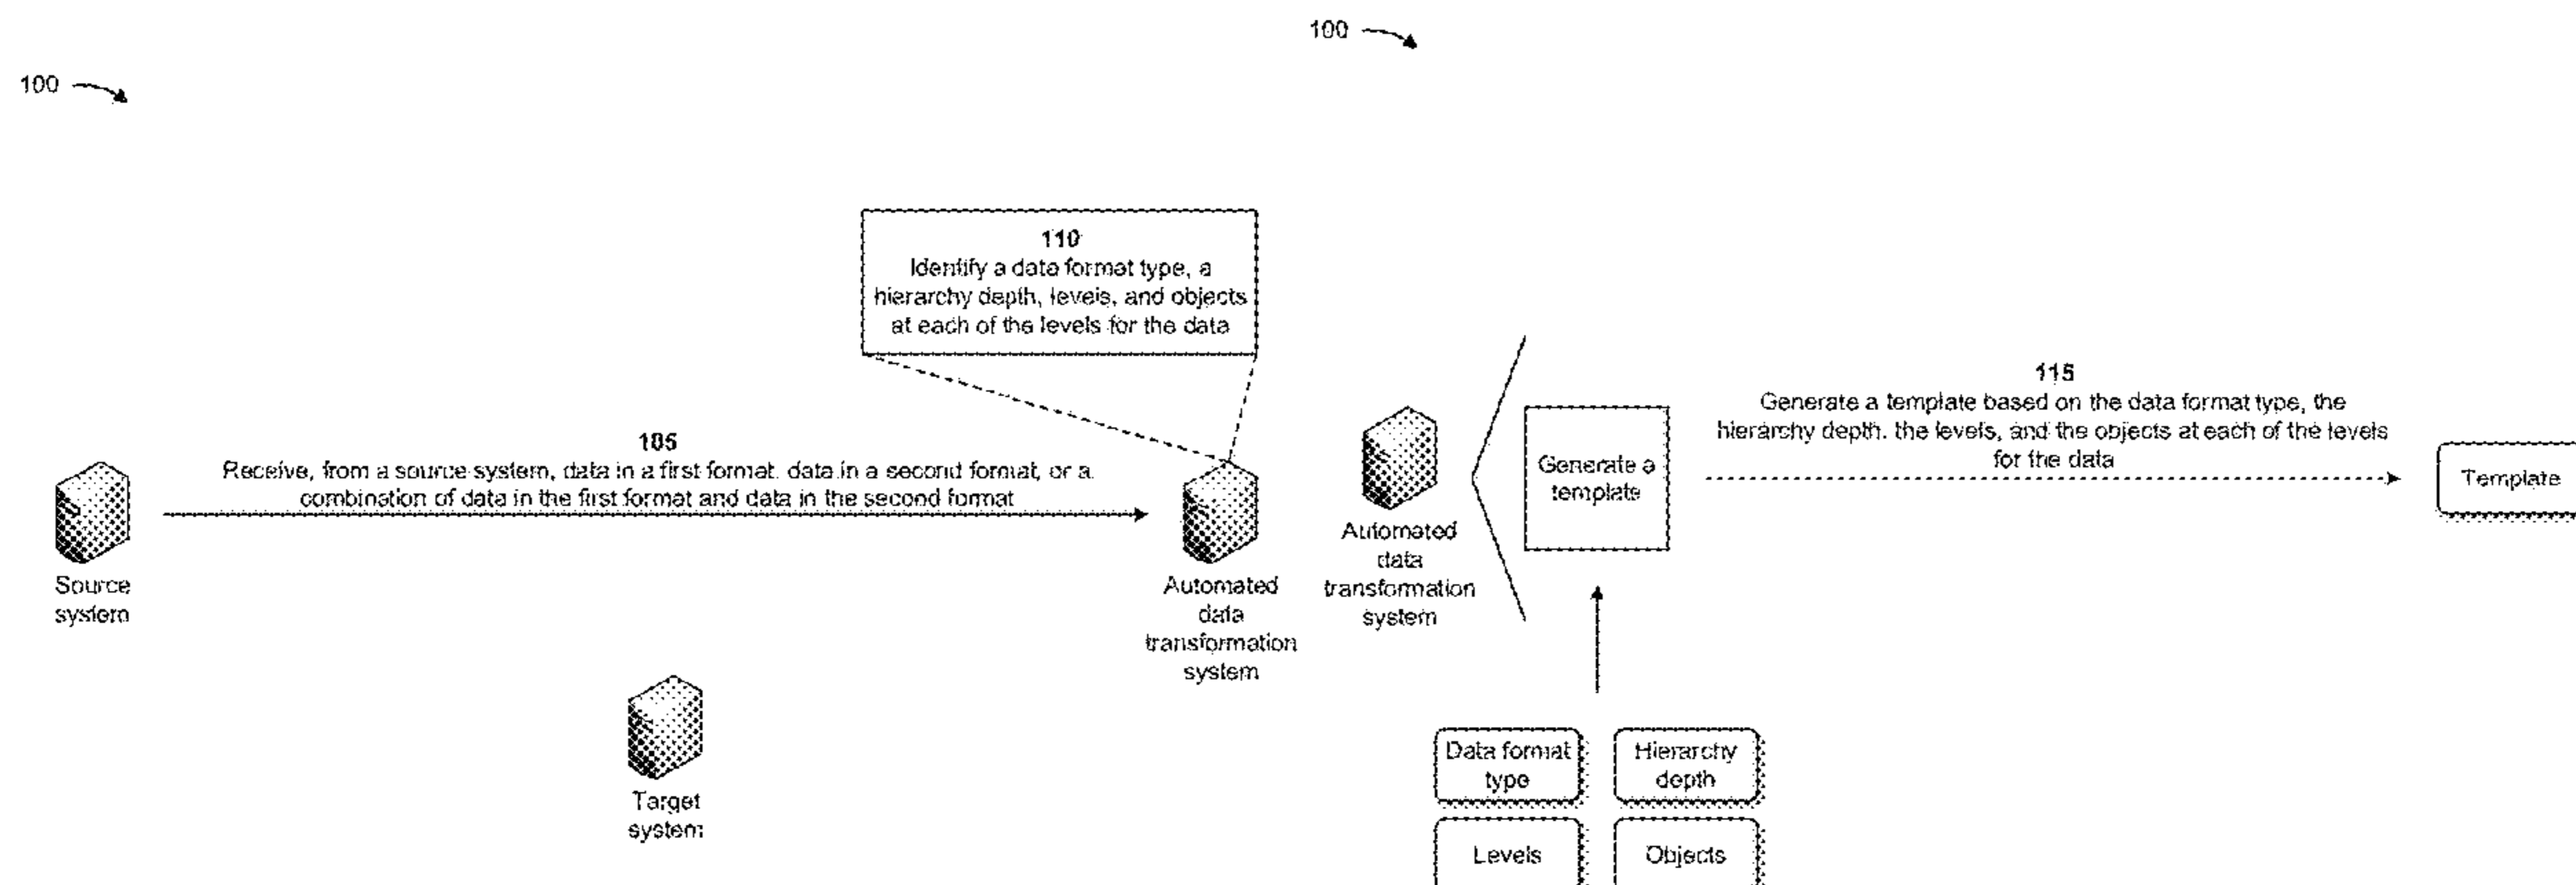 100
110
Identify a data format type, a
hierarchy depth, levels, and objects
at each of the levels for the data
105
Receive, from a source system, data in a first format, data in a second format, or a
combination of data in the first format and data in the second format
Source
system
Automated
data
transformation
system
Target
system
100
115
Generate a template based on the data format type, the
hierarchy depth, the levels, and the objects at each of the levels
for the data
Generate a
template
Template
Automated
data
transformation
system
Data format
type
Hierarchy
depth
Levels
Objects